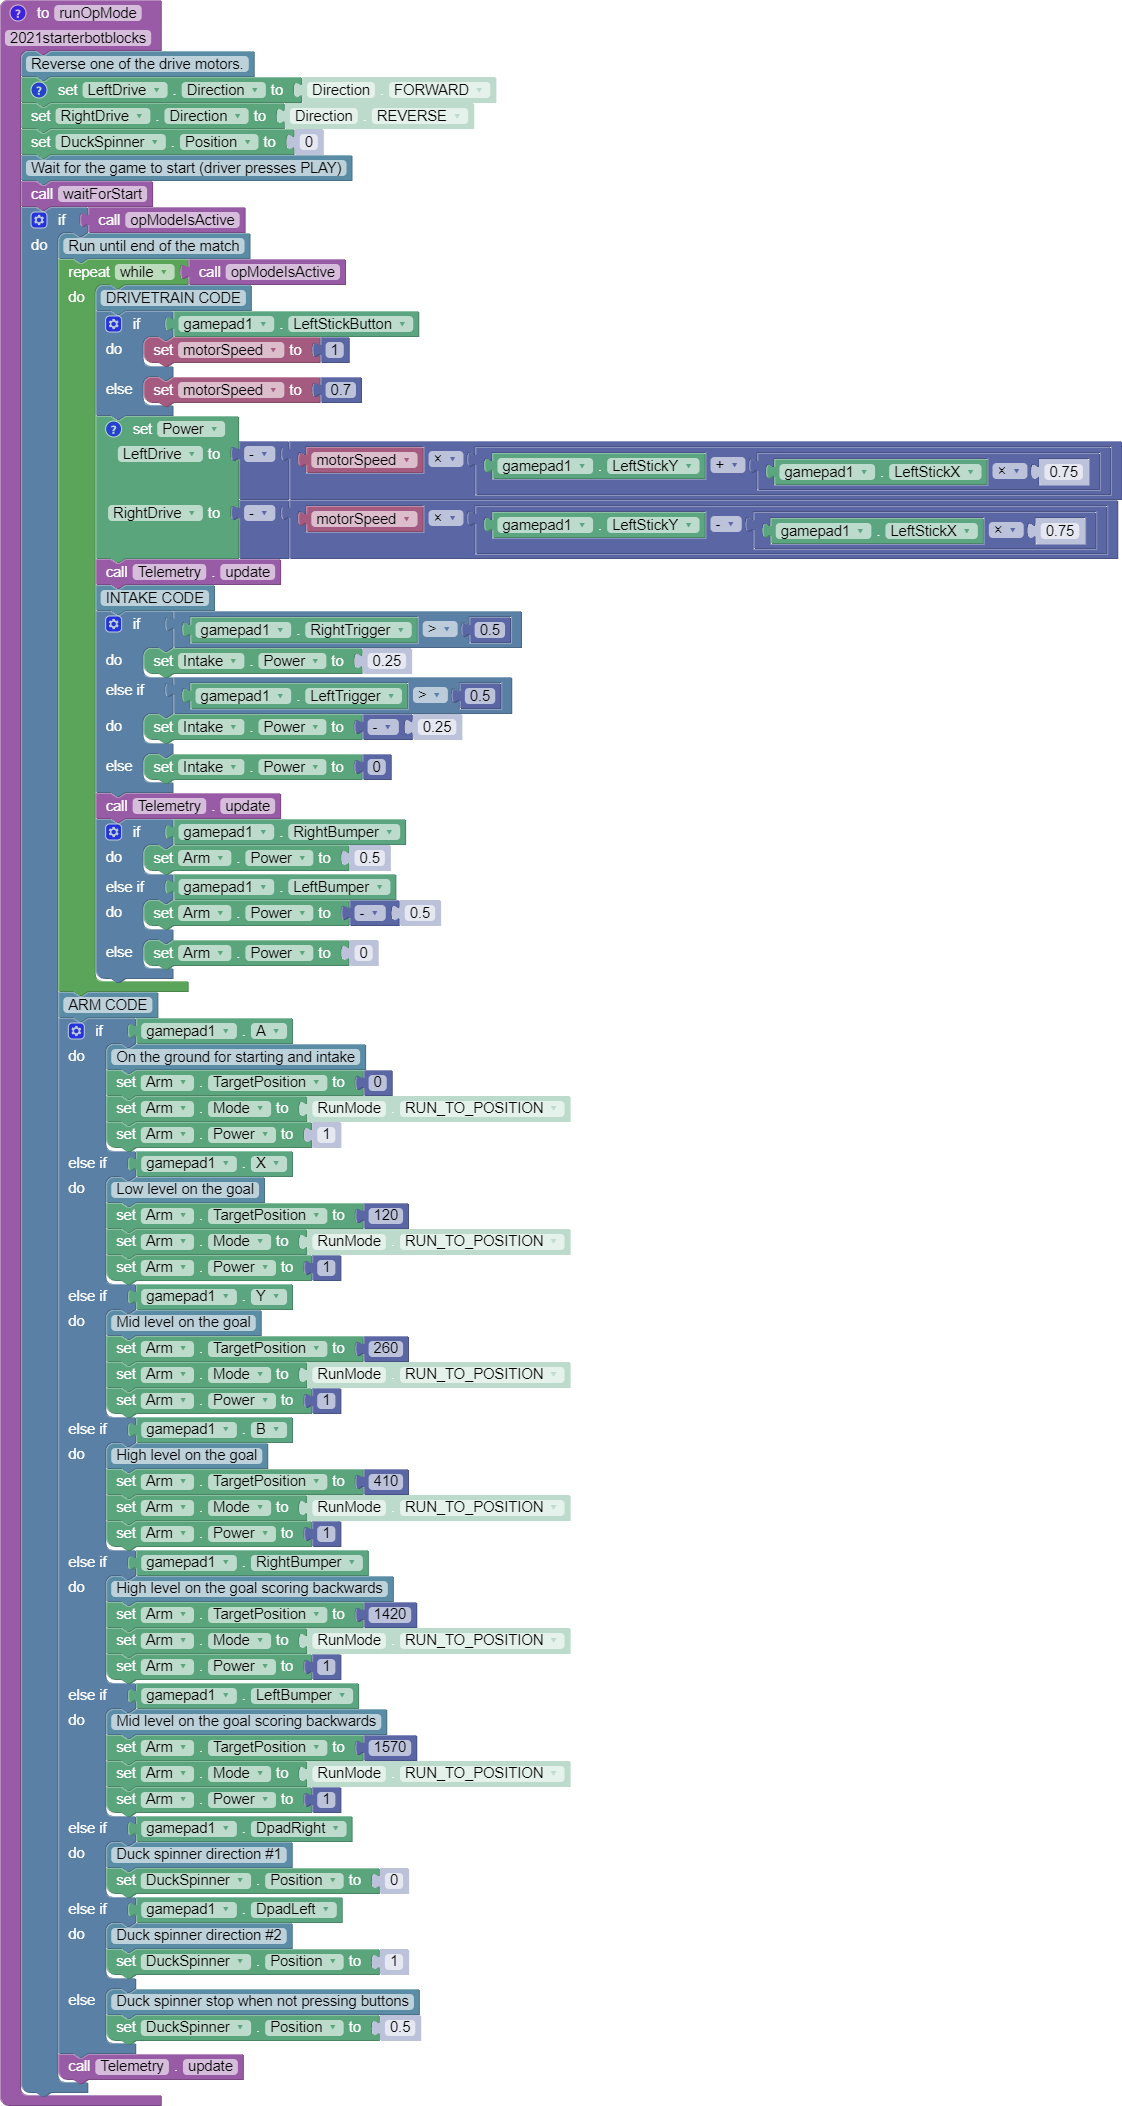 to runOpMode
2021starterbotblocks
Reverse one of the drive motors.
set LeftDrive . Direction to Direction . FORWARD
set RightDrive . Direction to Direction . REVERSE
set DuckSpinner . Position to 0
Wait for the game to start (driver presses PLAY)
call waitForStart
if call opModeIsActive
do Run until end of the match
repeat while call opModeIsActive
do DRIVETRAIN CODE
if gamepad1 . LeftStickButton
do set motorSpeed to 1
else set motorSpeed to 0.7
set Power
LeftDrive to - motorSpeed × gamepad1 . LeftStickY + gamepad1 . LeftStickX × 0.75
RightDrive to - motorSpeed × gamepad1 . LeftStickY - gamepad1 . LeftStickX × 0.75
call Telemetry . update
INTAKE CODE
if gamepad1 . RightTrigger > 0.5
do set Intake . Power to 0.25
else if gamepad1 . LeftTrigger > 0.5
do set Intake . Power to - 0.25
else set Intake . Power to 0
call Telemetry . update
if gamepad1 . RightBumper
do set Arm . Power to 0.5
else if gamepad1 . LeftBumper
do set Arm . Power to - 0.5
else set Arm . Power to 0
ARM CODE
if gamepad1 . A
do On the ground for starting and intake
set Arm . TargetPosition to 0
set Arm . Mode to RunMode . RUN_TO_POSITION
set Arm . Power to 1
else if gamepad1 . X
do Low level on the goal
set Arm . TargetPosition to 120
set Arm . Mode to RunMode . RUN_TO_POSITION
set Arm . Power to 1
else if gamepad1 . Y
do Mid level on the goal
set Arm . TargetPosition to 260
set Arm . Mode to RunMode . RUN_TO_POSITION
set Arm . Power to 1
else if gamepad1 . B
do High level on the goal
set Arm . TargetPosition to 410
set Arm . Mode to RunMode . RUN_TO_POSITION
set Arm . Power to 1
else if gamepad1 . RightBumper
do High level on the goal scoring backwards
set Arm . TargetPosition to 1420
set Arm . Mode to RunMode . RUN_TO_POSITION
set Arm . Power to 1
else if gamepad1 . LeftBumper
do Mid level on the goal scoring backwards
set Arm . TargetPosition to 1570
set Arm . Mode to RunMode . RUN_TO_POSITION
set Arm . Power to 1
else if gamepad1 . DpadRight
do Duck spinner direction #1
set DuckSpinner . Position to 0
else if gamepad1 . DpadLeft
do Duck spinner direction #2
set DuckSpinner . Position to 1
else Duck spinner stop when not pressing buttons
set DuckSpinner . Position to 0.5
call Telemetry . update